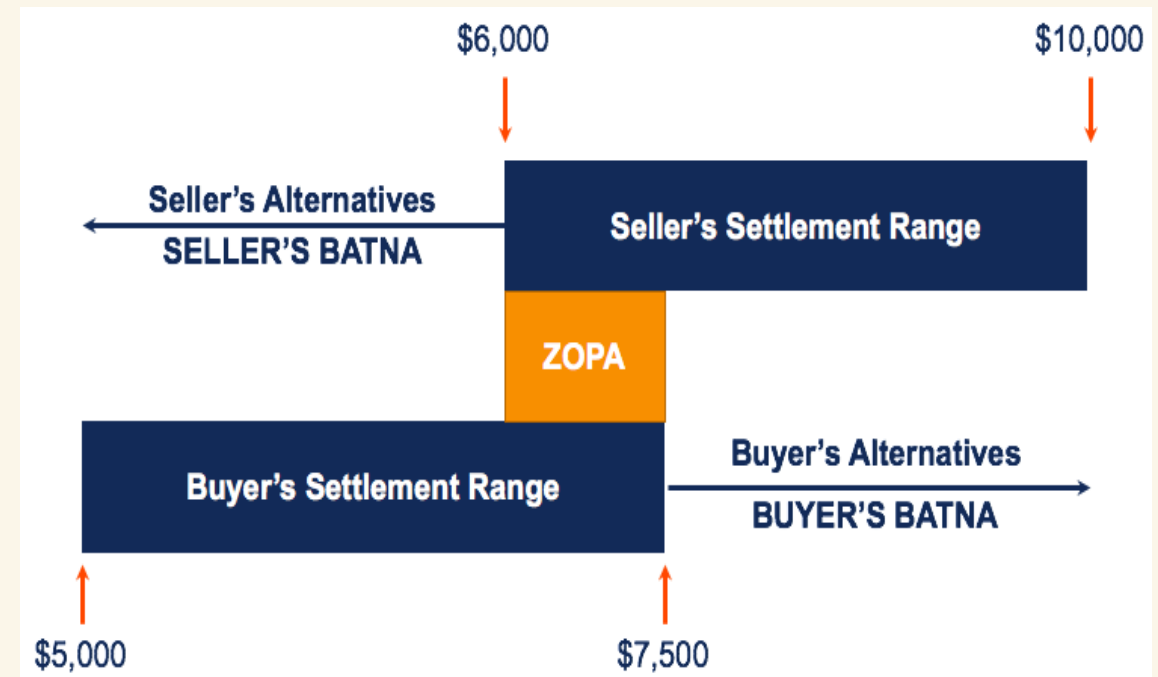 $6,000
$10,000
Seller’s Alternatives
SELLER’S BATNA
Seller’s Settlement Range
ZOPA
Buyer’s Settlement Range
Buyer’s Alternatives
BUYER’S BATNA
$5,000
$7,500